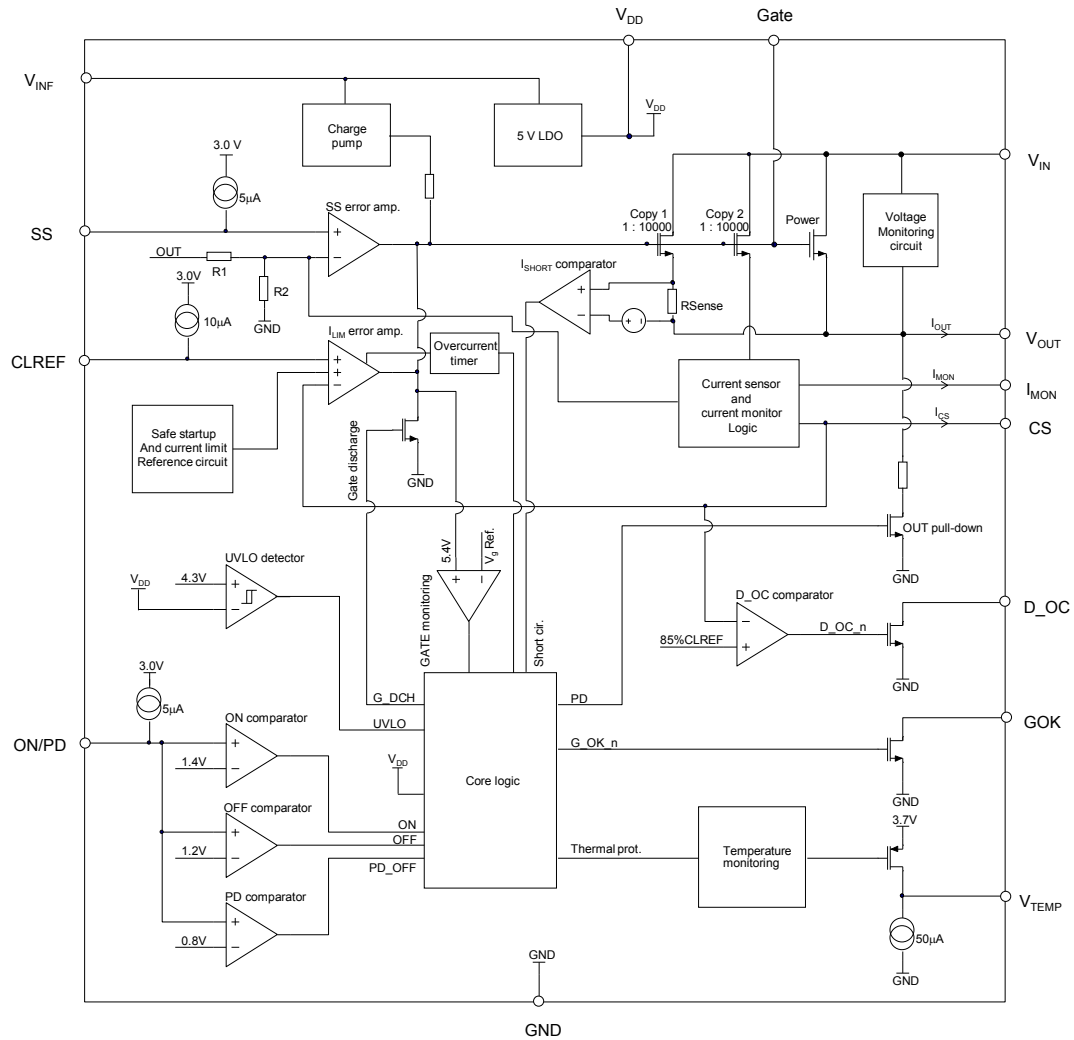 VDD
Gate
VINF
Charge
pump
5 V LDO
VDD
VIN
3.0 V
5μA
SS error amp.
SS
+
−
OUT
R1
R2
GND
Copy 1
1 : 10000
Copy 2
1 : 10000
Power
Voltage
Monitoring
circuit
ISHORT comparator
+
−
RSense
+ −
IOUT
VOUT
3.0V
10μA
ILIM error amp.
CLREF
+
+
−
Overcurrent
timer
Current sensor
and
current monitor
Logic
IMON
IMON
ICS
CS
Safe startup
And current limit
Reference circuit
Gate discharge
GND
OUT pull-down
GND
5.4V
Vg Ref.
+
−
GATE monitoring
Short cir.
UVLO detector
VDD
4.3V
+
−
D_OC comparator
−
+
85%CLREF
D_OC_n
D_OC
GND
3.0V
5μA
ON/PD
ON comparator
+
−
1.4V
OFF comparator
+
−
1.2V
PD comparator
+
−
0.8V
G_DCH
UVLO
VDD
ON
OFF
PD_OFF
Core logic
PD
G_OK_n
Thermal prot.
GOK
GND
Temperature
monitoring
3.7V
VTEMP
50μA
GND
GND
GND